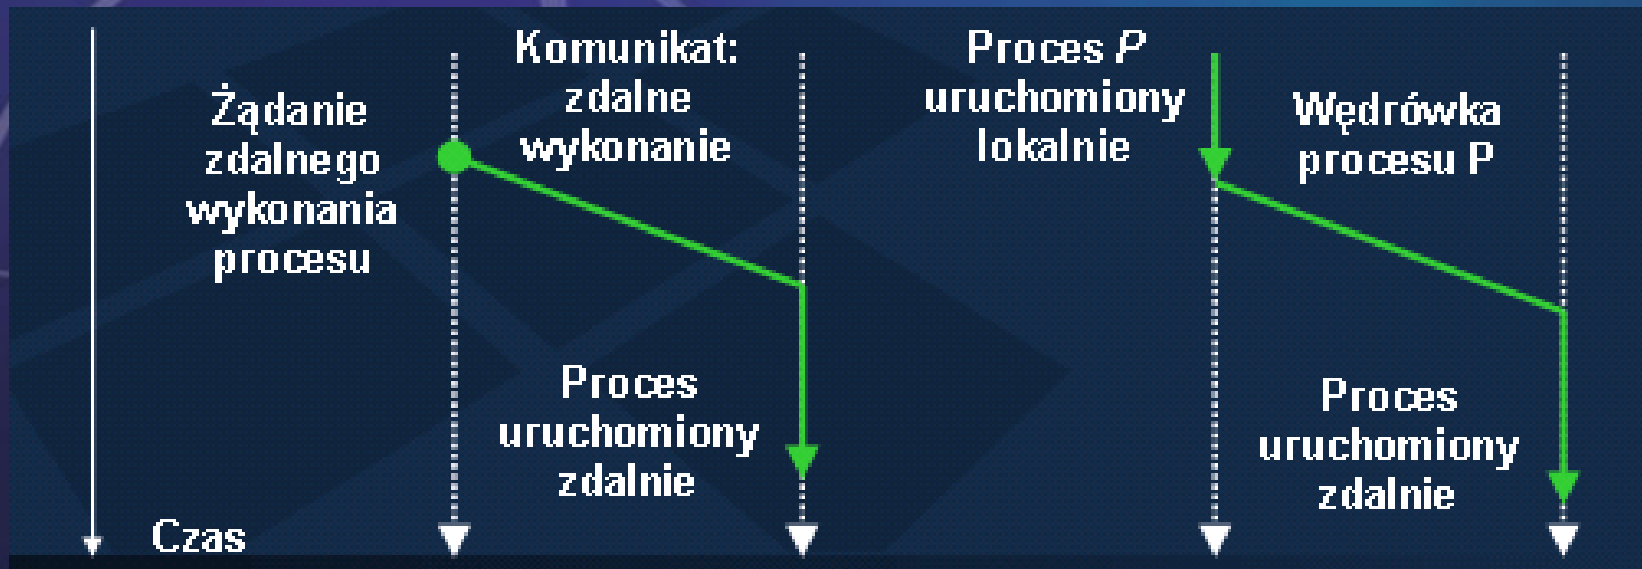 Żądanie
zdalnego
wykonania
procesu
Komunikat:
zdalne
wykonanie
Proces
uruchomiony
zdalnie
Proces P
uruchomiony
lokalnie
Wędrówka
procesu P
Proces
uruchomiony
zdalnie
Czas